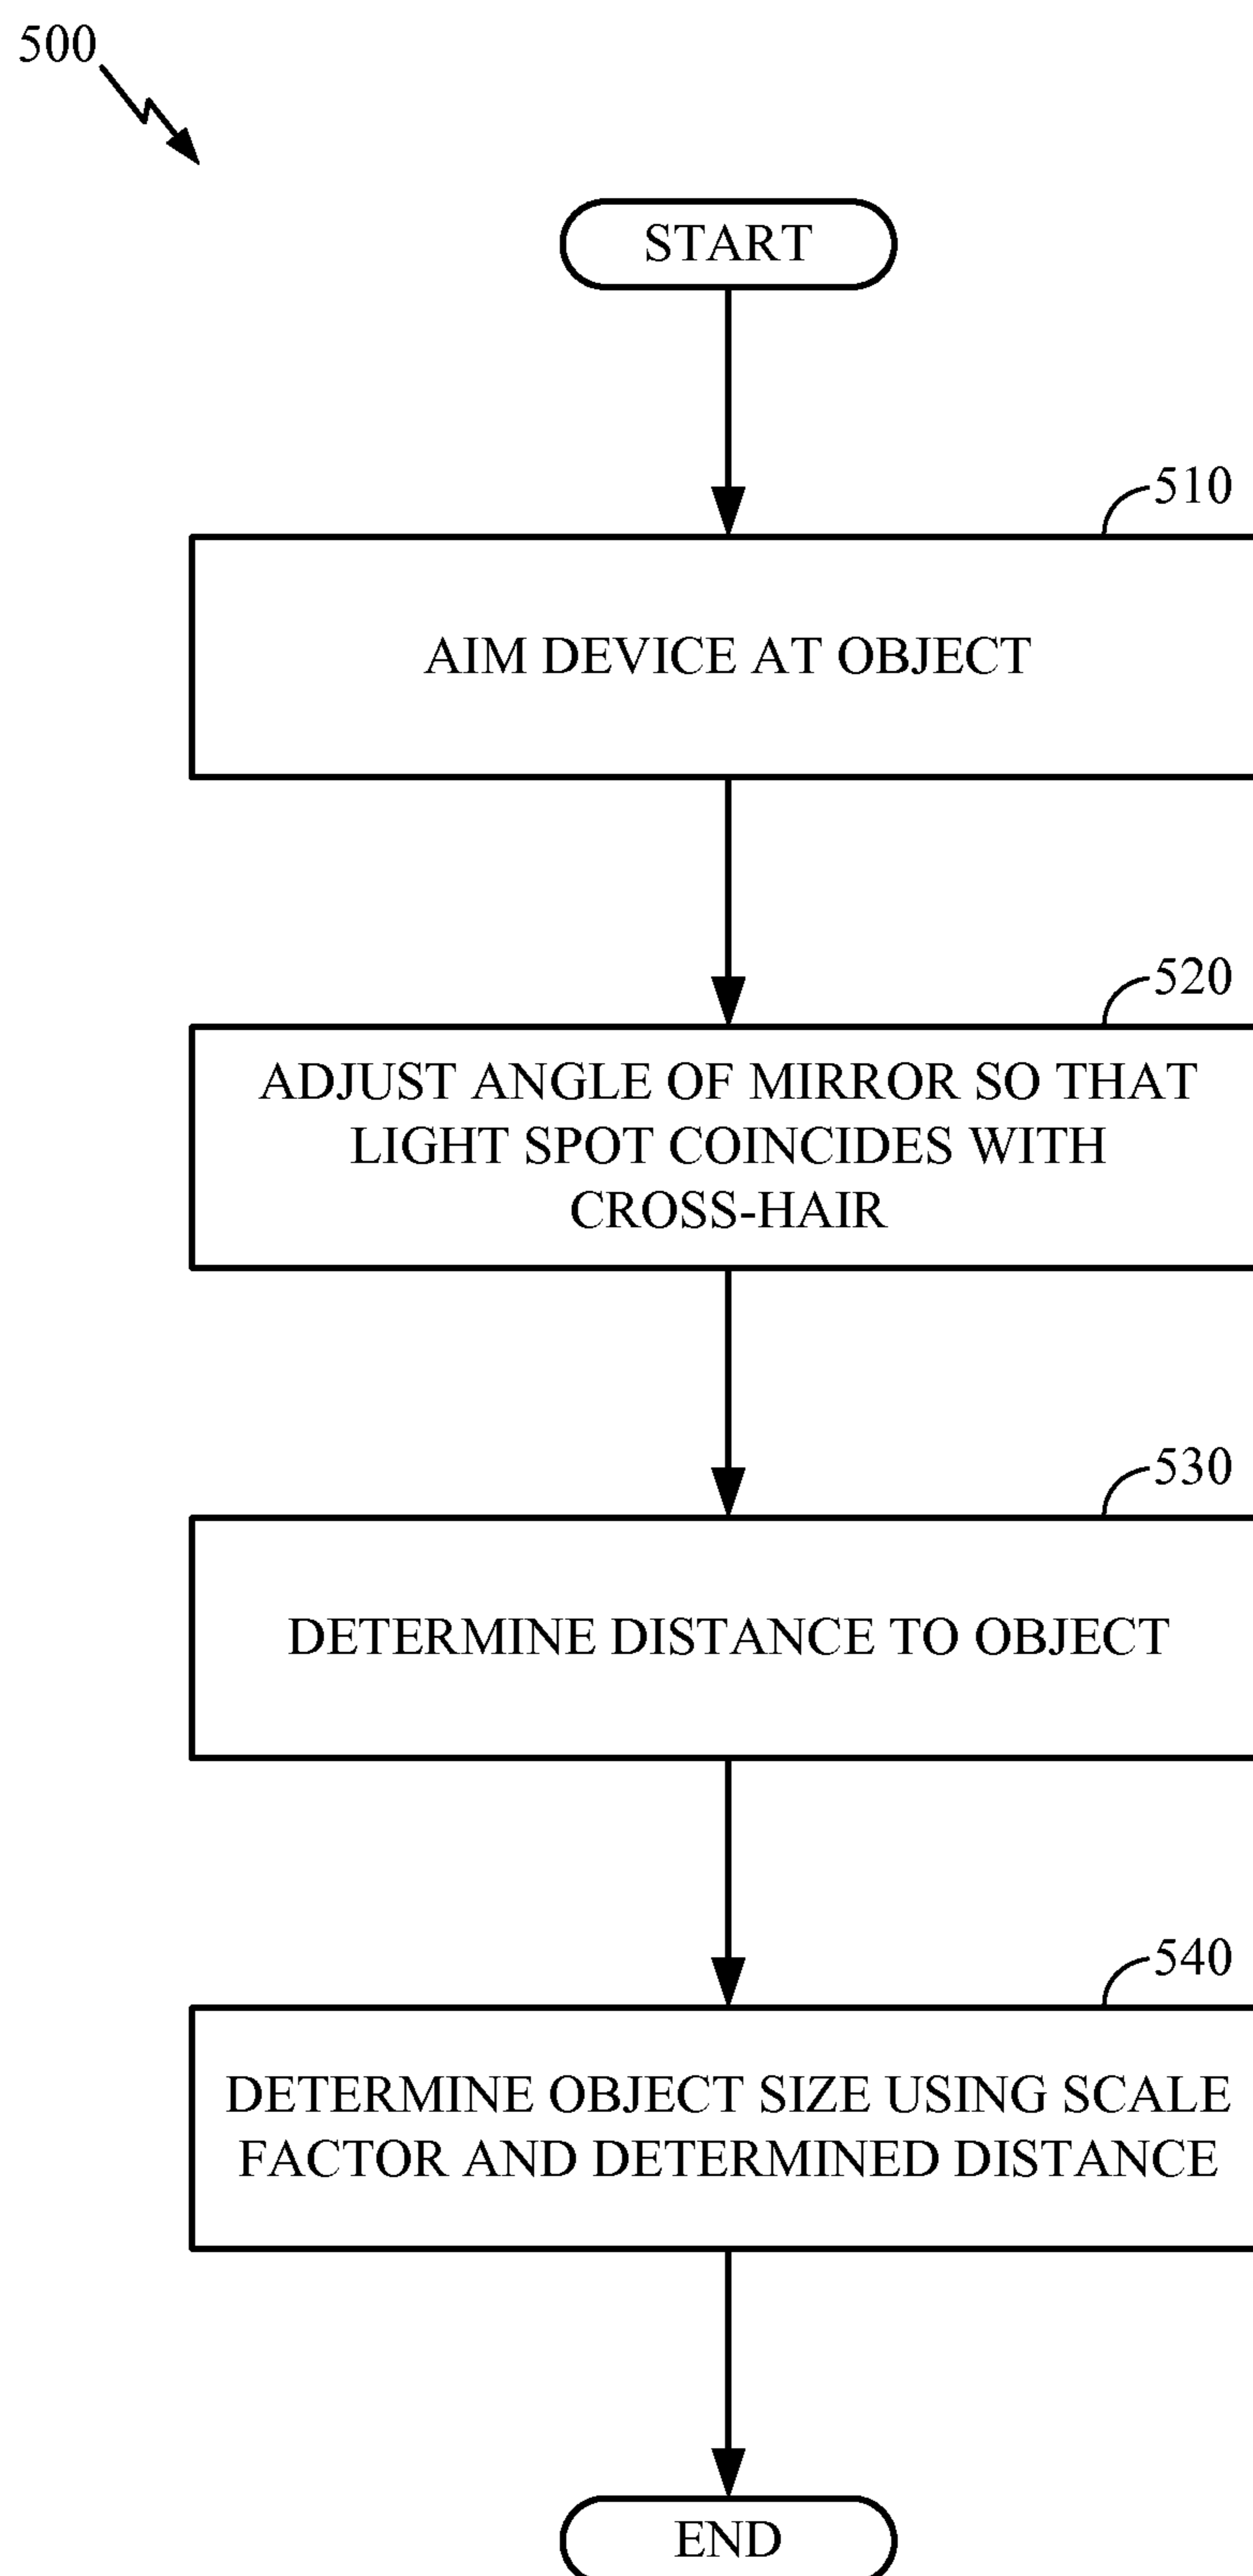 500
START
510
AIM DEVICE AT OBJECT
520
ADJUST ANGLE OF MIRROR SO THAT
LIGHT SPOT COINCIDES WITH
CROSS-HAIR
530
DETERMINE DISTANCE TO OBJECT
540
DETERMINE OBJECT SIZE USING SCALE
FACTOR AND DETERMINED DISTANCE
END